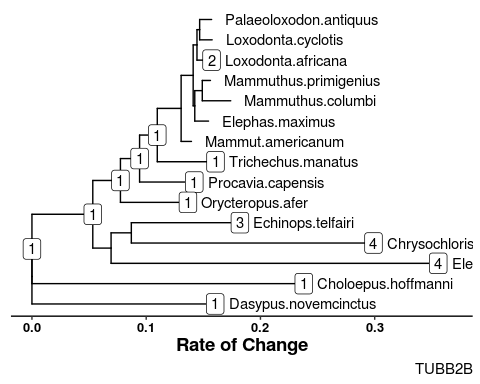 Palaeoloxodon.antiquus
Loxodonta.cyclotis
2 Loxodonta.africana
Mammuthus.primigenius
Mammuthus.columbi
Elephas.maximus
Mammut.americanum
1
1
1 Trichechus.manatus
1
1 Procavia.capensis
1 Orycteropus.afer
1
3 Echinops.telfairi
4 Chrysochloris
1
4 Ele
1 Choloepus.hoffmanni
1 Dasypus.novemcinctus
0.0 0.1 0.2 0.3
Rate of Change
TUBB2B